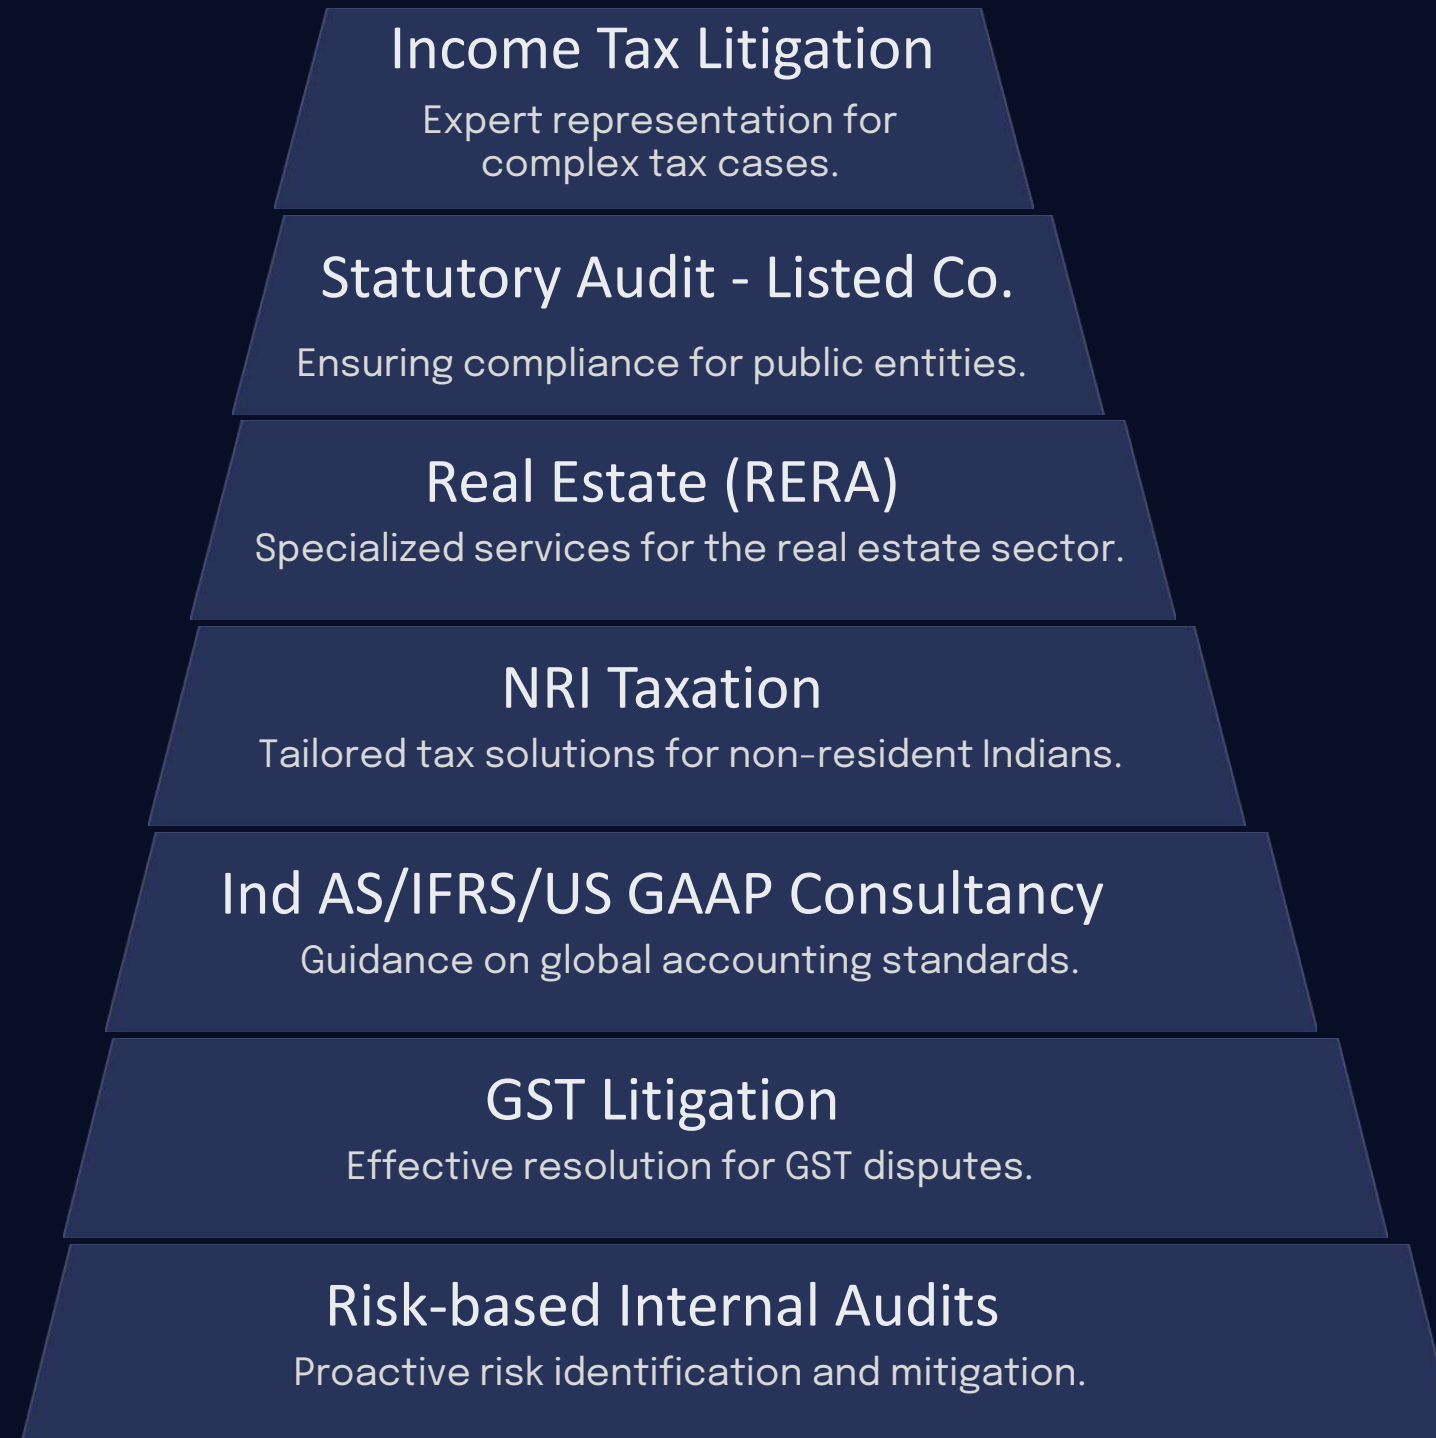 Income Tax Litigation
Expert representation for
complex tax cases.
Statutory Audit - Listed Co.
Ensuring compliance for public entities.
Real Estate (RERA)
Specialized services for the real estate sector.
NRI Taxation
Tailored tax solutions for non-resident Indians.
Ind AS/IFRS/US GAAP Consultancy
Guidance on global accounting standards.
GST Litigation
Effective resolution for GST disputes.
Risk-based Internal Audits
Proactive risk identification and mitigation.